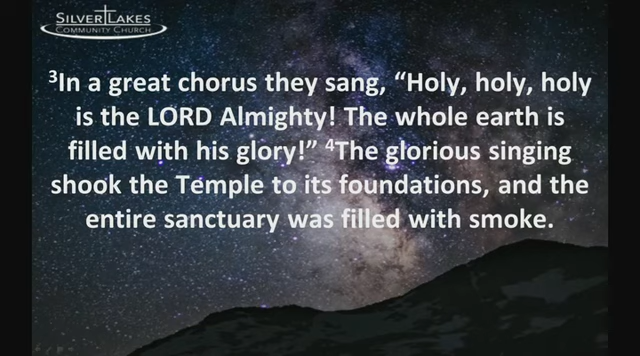 SILVER LAKES
COMMUNITY CHURCH
³In a great chorus they sang, “Holy, holy, holy
is the LORD Almighty! The whole earth is
filled with his glory!” ⁴The glorious singing
shook the Temple to its foundations, and the
entire sanctuary was filled with smoke.